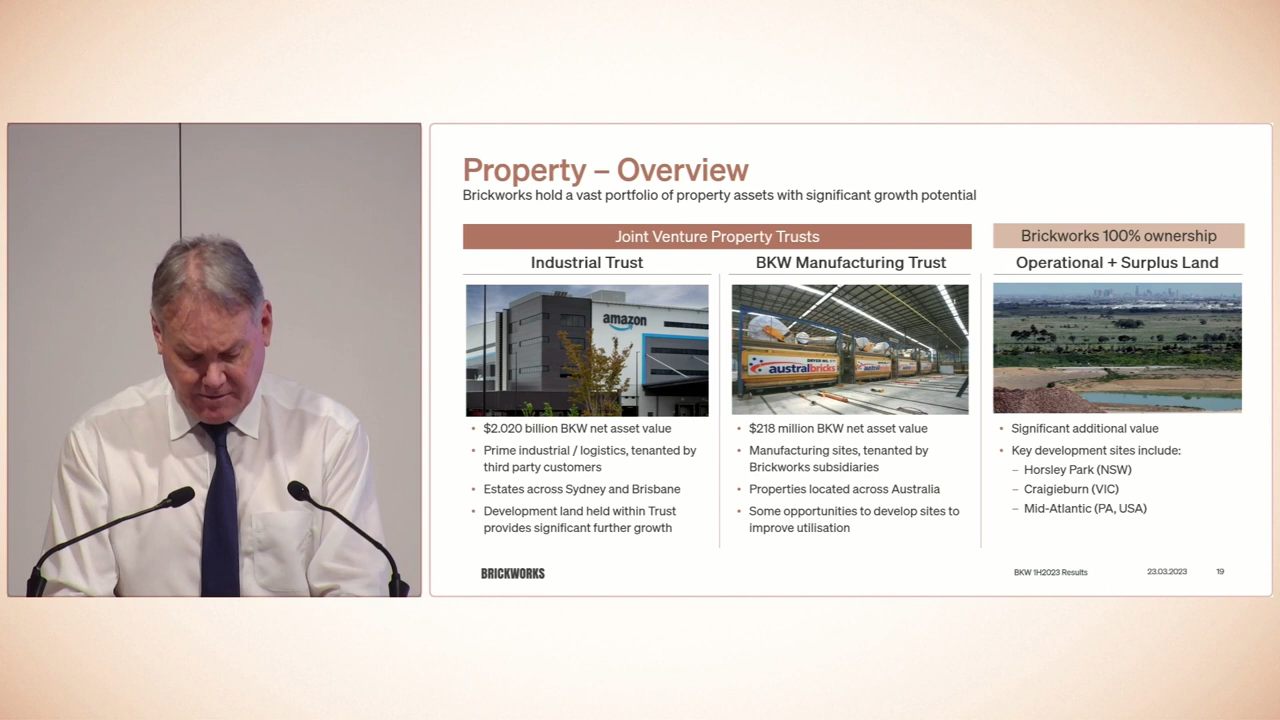 Property – Overview
Brickworks hold a vast portfolio of property assets with significant growth potential
Joint Venture Property Trusts
Brickworks 100% ownership
Industrial Trust
BKW Manufacturing Trust
Operational + Surplus Land
amazon
australbricks
• $2.020 billion BKW net asset value
• Prime industrial / logistics, tenanted by
third party customers
• Estates across Sydney and Brisbane
• Development land held within Trust
provides significant further growth
• $218 million BKW net asset value
• Manufacturing sites, tenanted by
Brickworks subsidiaries
• Properties located across Australia
• Some opportunities to develop sites to
improve utilisation
• Significant additional value
• Key development sites include:
– Horsley Park (NSW)
– Craigieburn (VIC)
– Mid-Atlantic (PA, USA)
BRICKWORKS
BKW 1H2023 Results
23.03.2023
19